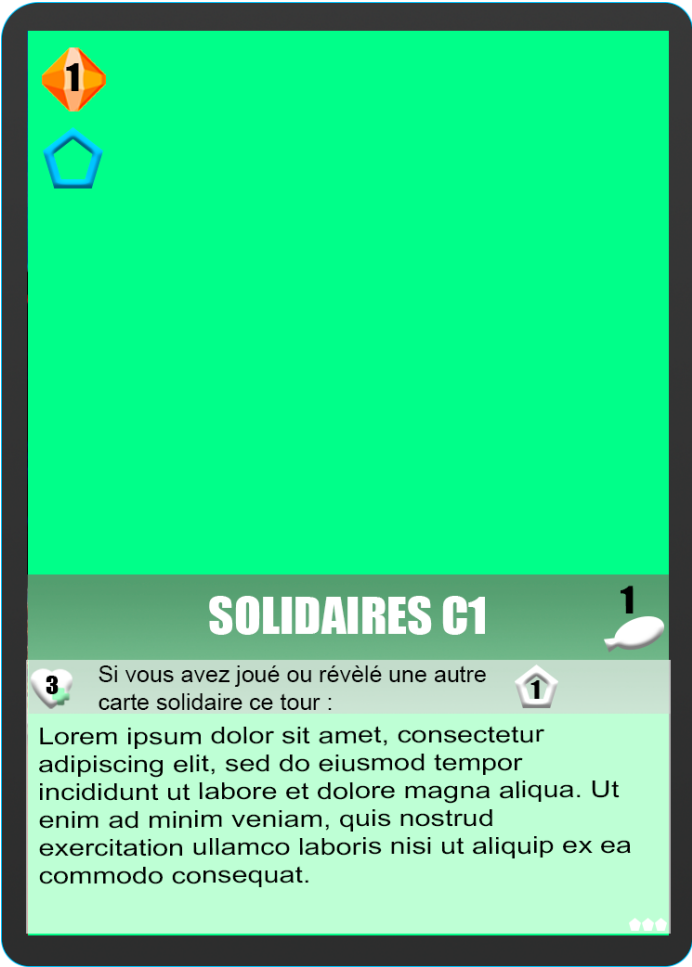 1
SOLIDAIRES C1
1
3
Si vous avez joué ou révèlé une autre
carte solidaire ce tour :
1
Lorem ipsum dolor sit amet, consectetur
adipiscing elit, sed do eiusmod tempor
incididunt ut labore et dolore magna aliqua. Ut
enim ad minim veniam, quis nostrud
exercitation ullamco laboris nisi ut aliquip ex ea
commodo consequat.